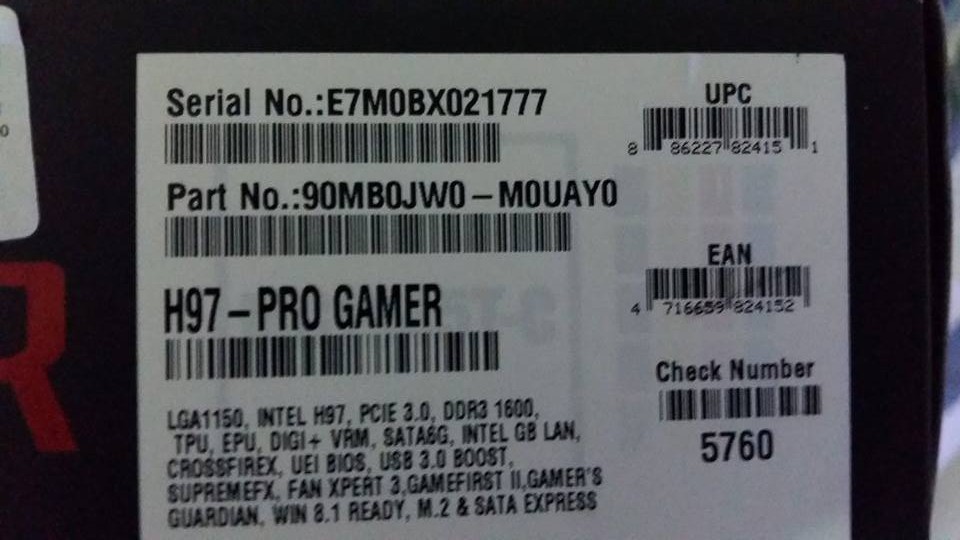 Serial No.:E7M0BX021777
UPC
8 86227 82415 1
Part No.:90MB0JW0-M0UAY0
EAN
4 716659 824152
H97-PRO GAMER
Check Number
5760
LGA1150, INTEL H97, PCIE 3.0, DDR3 1600,
TPU, EPU, DIGI+ VRM, SATA6G, INTEL GB LAN,
CROSSFIREX, UEI BIOS, USB 3.0 BOOST,
SUPREMEFX, FAN XPERT 3,GAMEFIRST II,GAMER'S
GUARDIAN, WIN 8.1 READY, M.2 & SATA EXPRESS
R